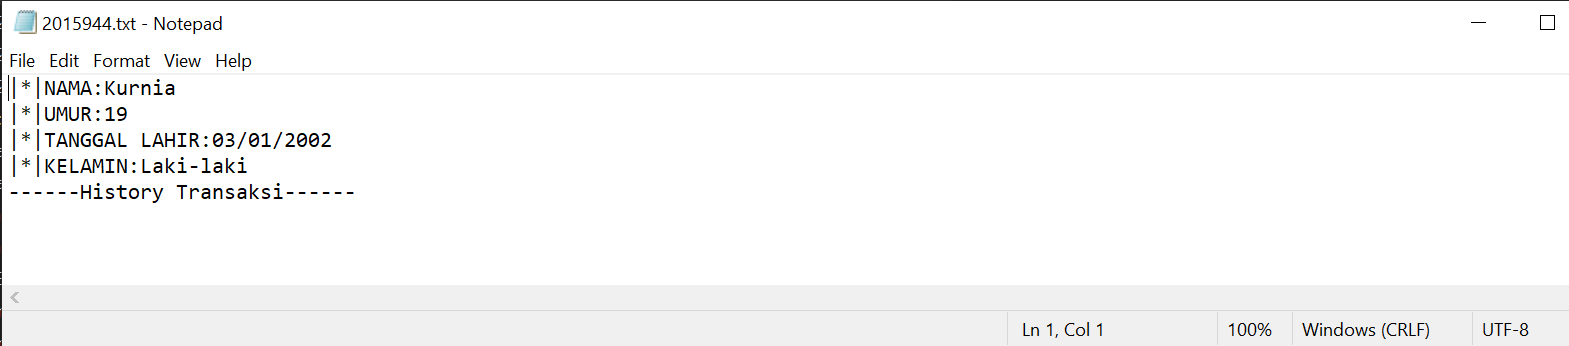 2015944.txt - Notepad
File Edit Format View Help
|*|NAMA:Kurnia
|*|UMUR:19
|*|TANGGAL LAHIR:03/01/2002
|*|KELAMIN:Laki-laki
------History Transaksi------
Ln 1, Col 1 100% Windows (CRLF) UTF-8